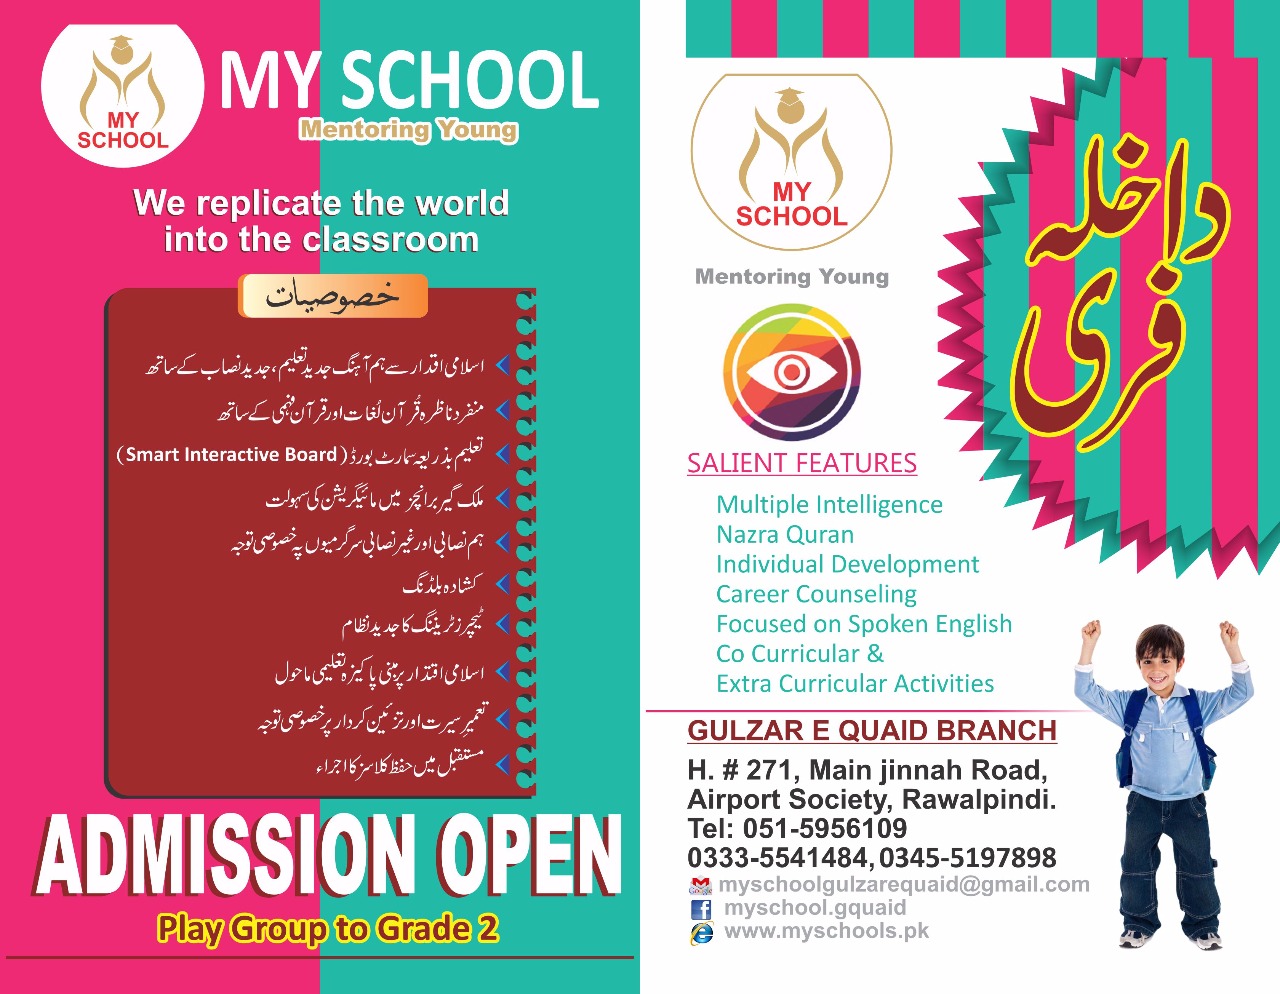 MY
SCHOOL
MY SCHOOL
Mentoring Young
We replicate the world
into the classroom
خصوصیات
اسلامی اقدار سے ہم آہنگ جدید تعلیم، جدید نصاب کے ساتھ
منفرد ناظرہ قُرآن لُغات اور قرآن فہمی کے ساتھ
تعلیم بذریعہ سمارٹ بورڈ (Smart Interactive Board)
ملک گیر برانچز میں مائیگریشن کی سہولت
ہم نصابی اور غیر نصابی سرگرمیوں پہ خصوصی توجہ
کشادہ بلڈنگ
ٹیچرز ٹریننگ کا جدید نظام
اسلامی اقتدار پر مبنی پاکیزہ تعلیمی ماحول
تعمیرِ سیرت اور تزئین کردار پر خصوصی توجہ
مستقبل میں حفظ کلاسز کا اجراء
ADMISSION OPEN
Play Group to Grade 2
MY
SCHOOL
Mentoring Young
داخلہ
فری
SALIENT FEATURES
Multiple Intelligence
Nazra Quran
Individual Development
Career Counseling
Focused on Spoken English
Co Curricular &
Extra Curricular Activities
GULZAR E QUAID BRANCH
H. # 271, Main jinnah Road,
Airport Society, Rawalpindi.
Tel: 051-5956109
0333-5541484, 0345-5197898
Google myschoolgulzarequaid@gmail.com
myschool.gquaid
www.myschools.pk